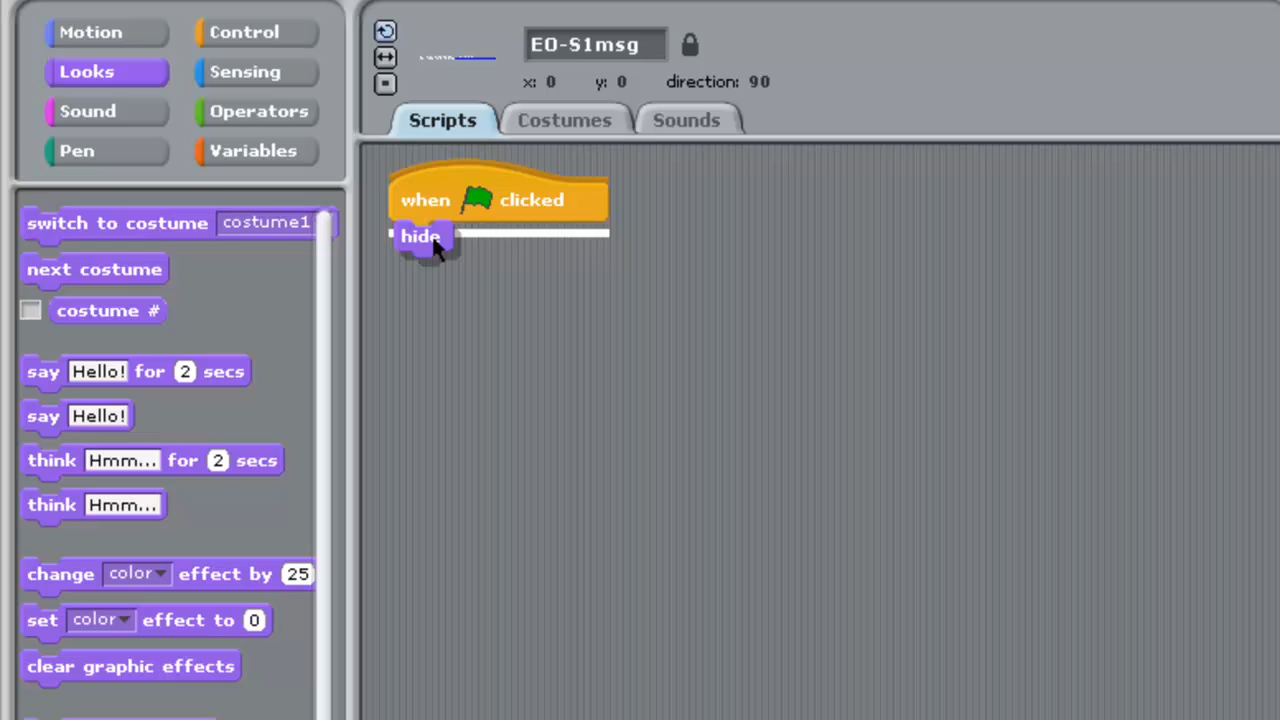 Motion
Control
Looks
Sensing
Sound
Operators
Pen
Variables
EO-S1msg
x: 0 y: 0 direction: 90
Scripts
Costumes
Sounds
switch to costume costume1
next costume
costume #
say Hello! for 2 secs
say Hello!
think Hmm... for 2 secs
think Hmm...
change color effect by 25
set color effect to 0
clear graphic effects
when clicked
hide